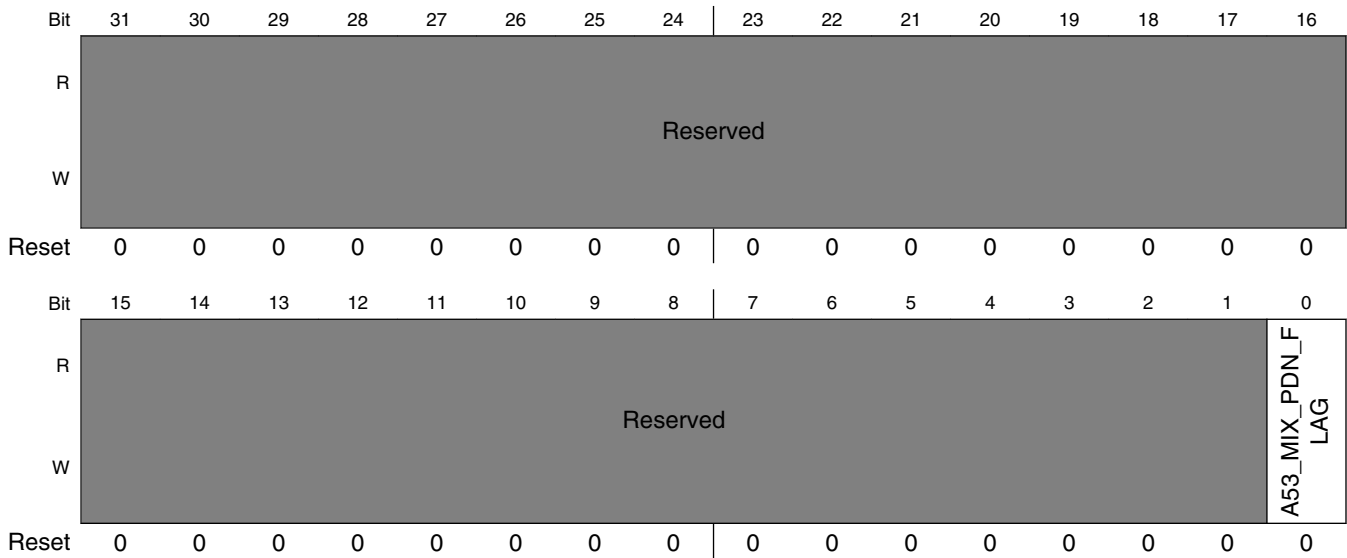 Bit 31 30 29 28 27 26 25 24 23 22 21 20 19 18 17 16
R
Reserved
W
Reset 0 0 0 0 0 0 0 0 0 0 0 0 0 0 0 0
Bit 15 14 13 12 11 10 9 8 7 6 5 4 3 2 1 0
R
Reserved
A53_MIX_PDN_F
LAG
W
Reset 0 0 0 0 0 0 0 0 0 0 0 0 0 0 0 0